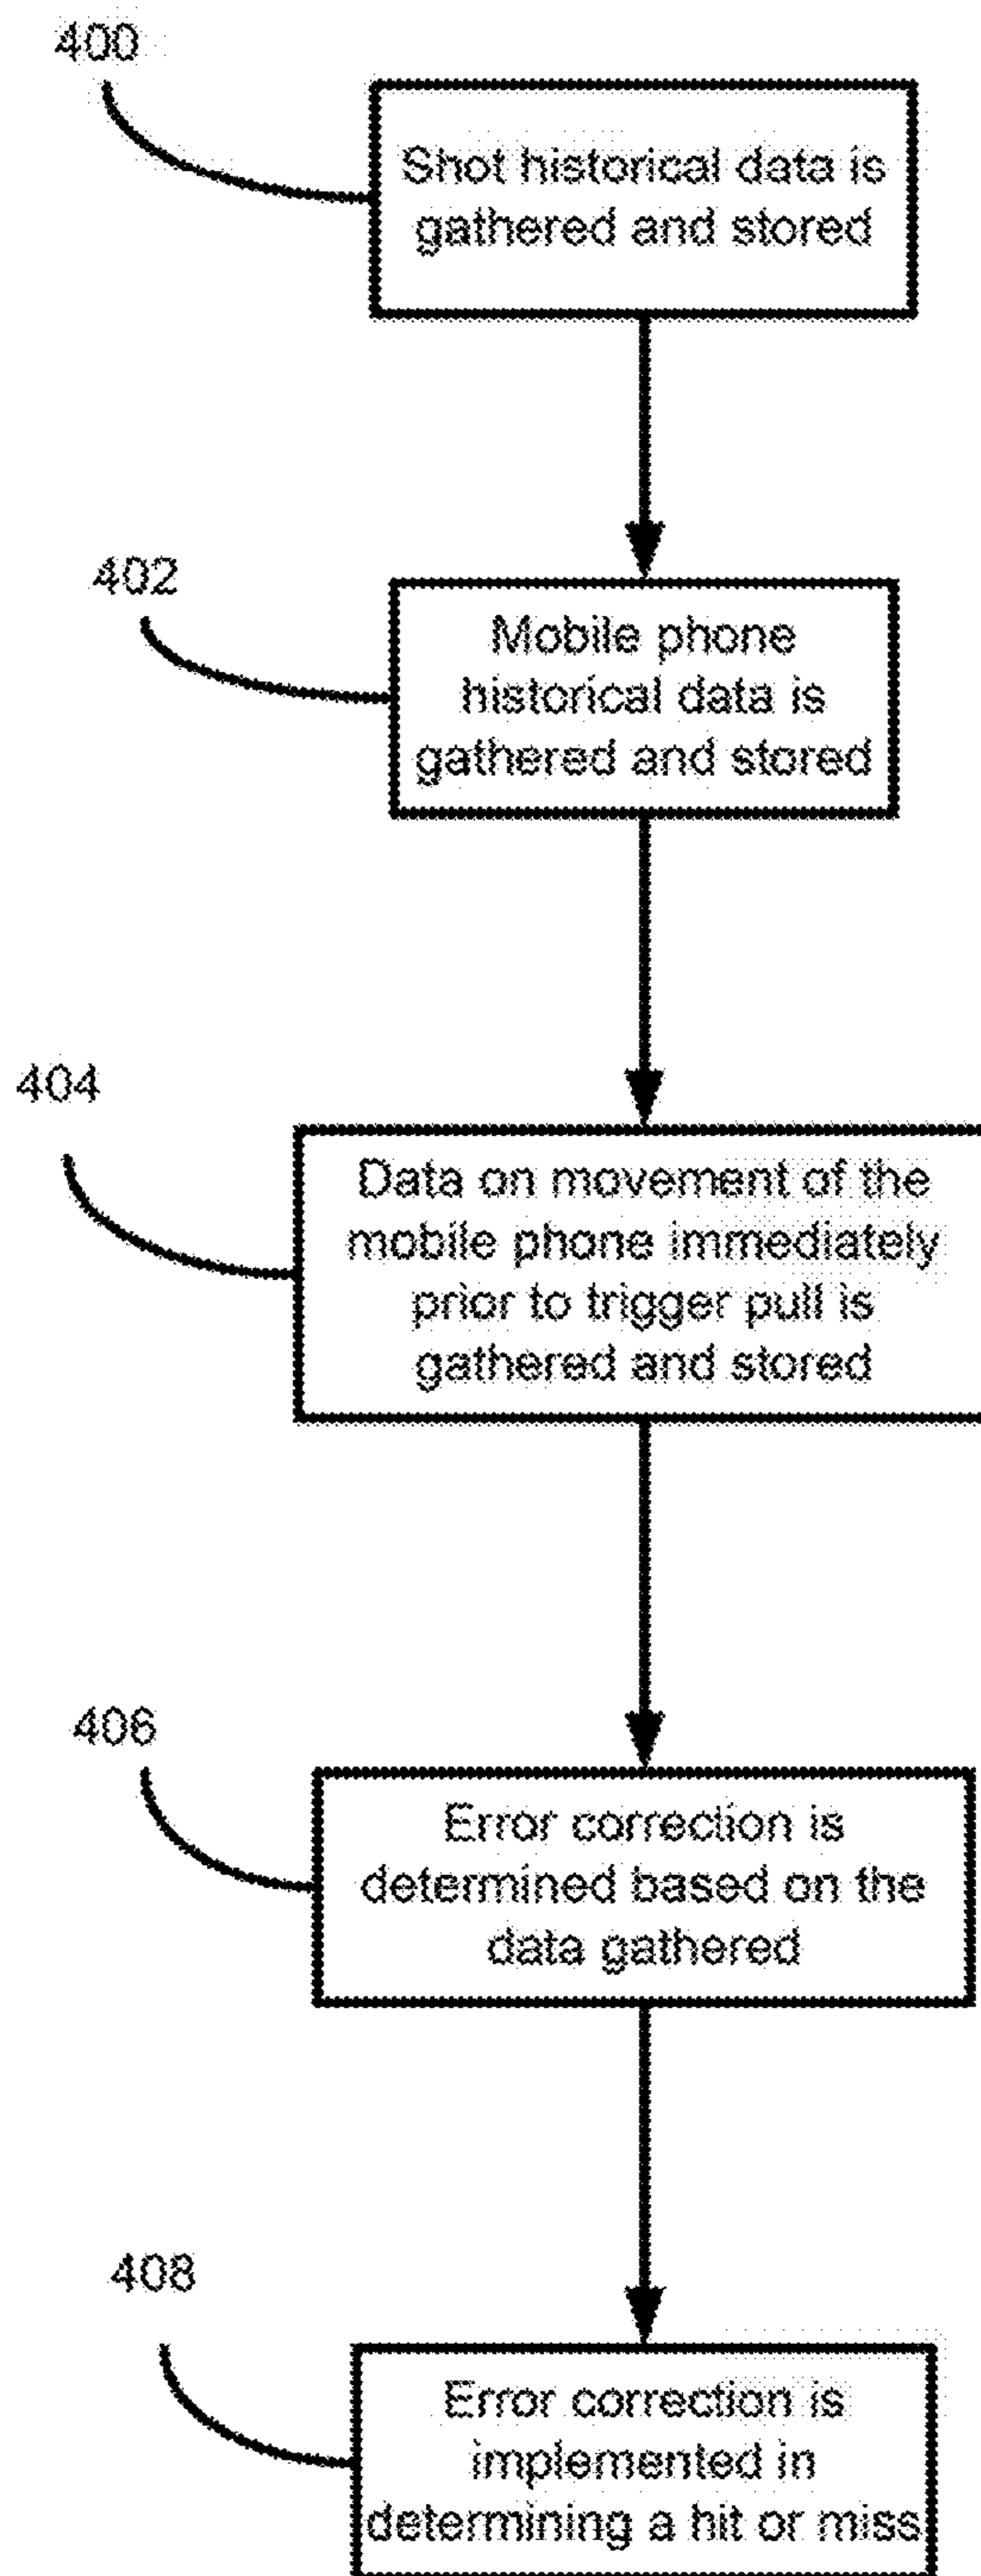 400
Shot historical data is
gathered and stored
402
Mobile phone
historical data is
gathered and stored
404
Data on movement of the
mobile phone immediately
prior to trigger pull is
gathered and stored
406
Error correction is
determined based on the
data gathered
408
Error correction is
implemented in
determining a hit or miss